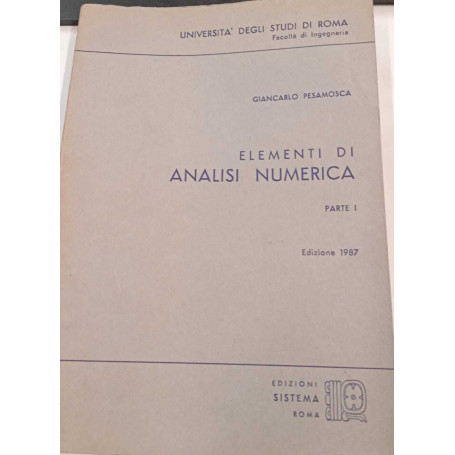 UNIVERSITA' DEGLI STUDI DI ROMA
Facoltà di Ingegneria
GIANCARLO PESAMOSCA
ELEMENTI DI
ANALISI NUMERICA
PARTE I
Edizione 1987
EDIZIONI
SISTEMA
ROMA